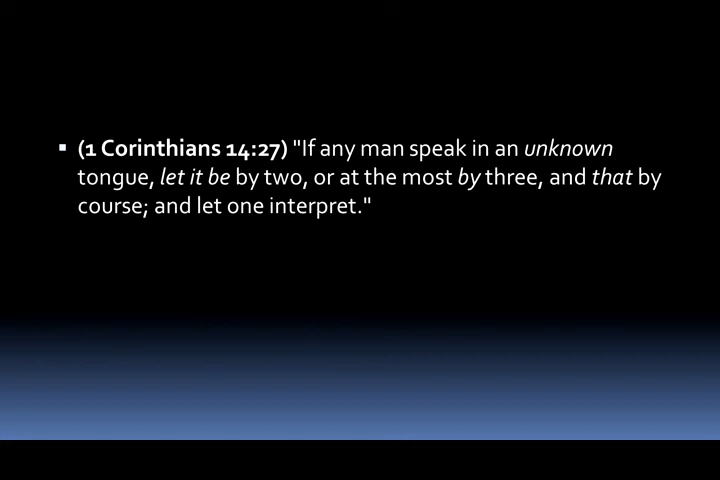 ▪ (1 Corinthians 14:27) "If any man speak in an unknown
tongue, let it be by two, or at the most by three, and that by
course; and let one interpret."